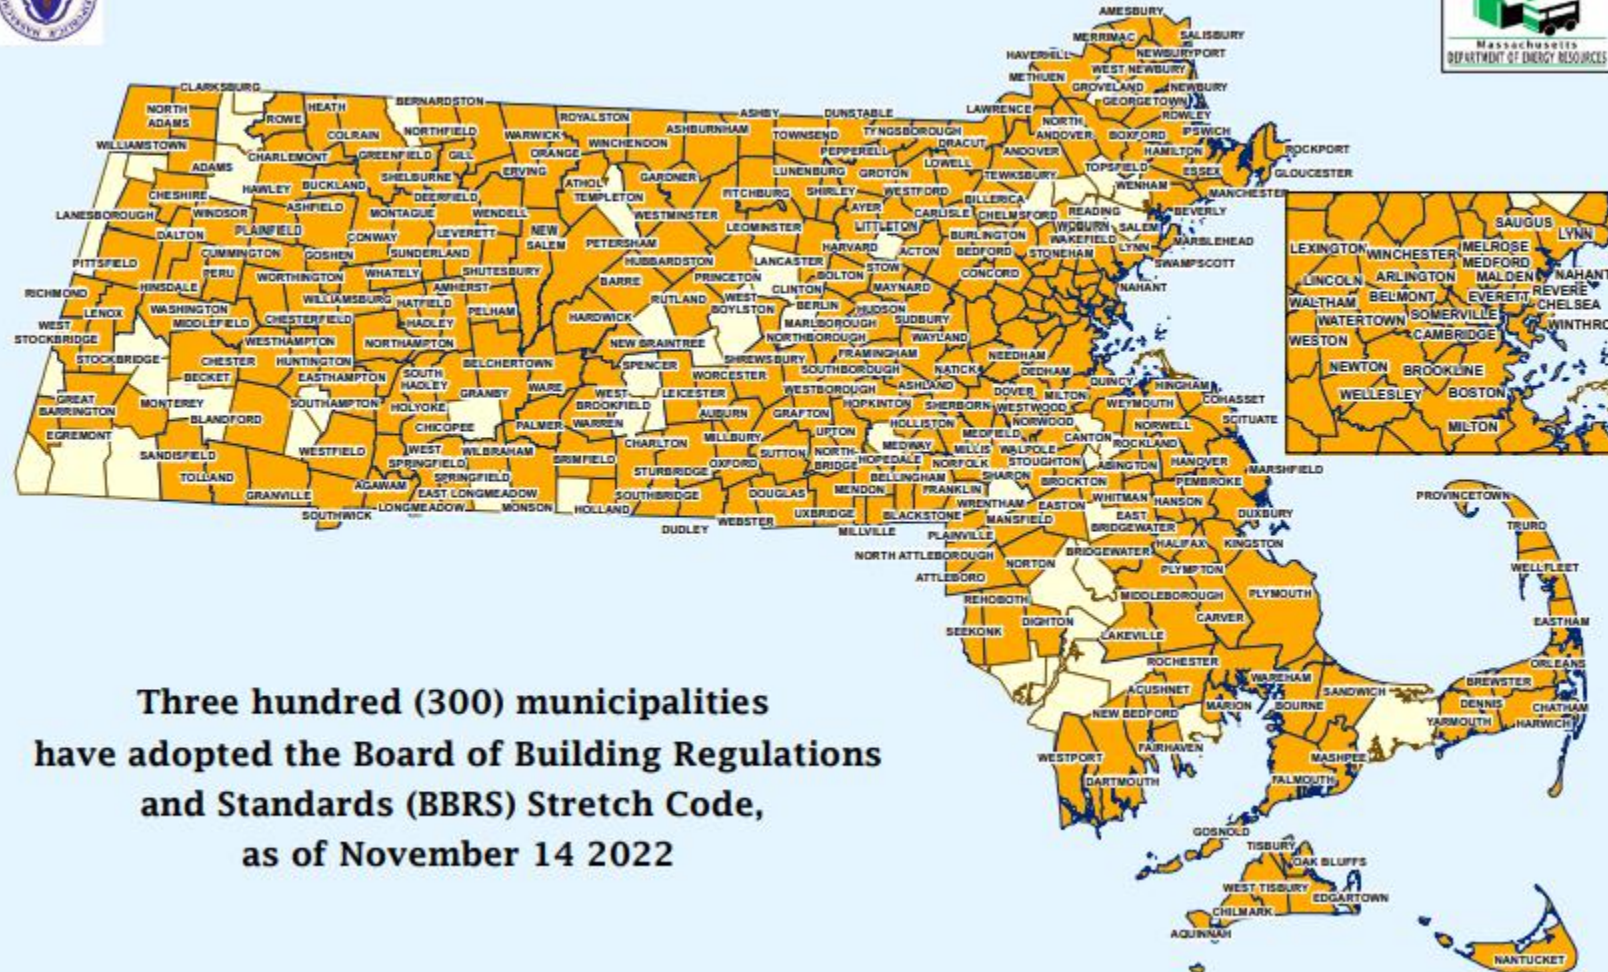 Massachusetts
DEPARTMENT OF ENERGY RESOURCES
AMESBURY
MERRIMAC
SALISBURY
HAVERHILL
NEWBURYPORT
WEST NEWBURY
METHUEN
GROVELAND
NEWBURY
GEORGETOWN
LAWRENCE
ROWLEY
NORTH
ANDOVER
BOXFORD
IPSWICH
ANDOVER
HAMILTON
ROCKPORT
TOPSFIELD
ESSEX
GLOUCESTER
TEWKSBURY
WENHAM
MANCHESTER
BILLERICA
BEVERLY
CLARKSBURG
NORTH
ADAMS
HEATH
BERNARDSTON
ROWE
COLRAIN
NORTHFIELD
WARWICK
ROYALSTON
ASHBY
DUNSTABLE
WINCHENDON
ASHBURNHAM
TOWNSEND
TYNGSBOROUGH
PEPPERELL
DRACUT
WILLIAMSTOWN
ADAMS
CHARLEMONT
GREENFIELD
GILL
ORANGE
ERVING
LOWELL
LUNENBURG
GROTON
CHESHIRE
HAWLEY
BUCKLAND
SHELBURNE
DEERFIELD
ATHOL
TEMPLETON
GARDNER
FITCHBURG
SHIRLEY
WESTFORD
LANESBOROUGH
WINDSOR
ASHFIELD
MONTAGUE
WENDELL
WESTMINSTER
AYER
CARLISLE
CHELMSFORD
READING
DALTON
PLAINFIELD
CONWAY
LEVERETT
NEW
SALEM
LEOMINSTER
LITTLETON
BURLINGTON
WOBURN
SALEM
WAKEFIELD
LYNN
MARBLEHEAD
PITTSFIELD
CUMMINGTON
GOSHEN
SUNDERLAND
PETERSHAM
HUBBARDSTON
HARVARD
ACTON
BEDFORD
STONEHAM
SWAMPSCOTT
PERU
WORTHINGTON
WHATELY
SHUTESBURY
BARRE
PRINCETON
LANCASTER
BOLTON
STOW
CONCORD
MAYNARD
NAHANT
RICHMOND
HINSDALE
WILLIAMSBURG
HATFIELD
AMHERST
RUTLAND
WEST
BOYLSTON
CLINTON
BERLIN
HUDSON
LENOX
WASHINGTON
MIDDLEFIELD
CHESTERFIELD
HADLEY
PELHAM
HARDWICK
MARLBOROUGH
SUDBURY
WEST
STOCKBRIDGE
WESTHAMPTON
NORTHAMPTON
NEW BRAINTREE
NORTHBOROUGH
WAYLAND
STOCKBRIDGE
CHESTER
HUNTINGTON
BELCHERTOWN
SPENCER
SHREWSBURY
FRAMINGHAM
NEEDHAM
BECKET
EASTHAMPTON
SOUTH
HADLEY
WARE
WORCESTER
SOUTHBOROUGH
NATICK
DEDHAM
GREAT
BARRINGTON
MONTEREY
BLANDFORD
SOUTHAMPTON
HOLYOKE
GRANBY
WEST
BROOKFIELD
LEICESTER
WESTBOROUGH
ASHLAND
DOVER
MILTON
QUINCY
HINGHAM
COHASSET
CHICOPEE
PALMER
WARREN
AUBURN
GRAFTON
HOPKINTON
SHERBORN
WESTWOOD
WEYMOUTH
SCITUATE
EGREMONT
SANDISFIELD
WESTFIELD
WEST
SPRINGFIELD
WILBRAHAM
CHARLTON
MILLBURY
UPTON
HOLLISTON
MEDFIELD
NORWOOD
NORWELL
BRIMFIELD
SUTTON
NORTH-
BRIDGE
MEDWAY
HOPEDALE
MILLIS
WALPOLE
CANTON
ROCKLAND
TOLLAND
AGAWAM
SPRINGFIELD
STURBRIDGE
OXFORD
BELLINGHAM
NORFOLK
STOUGHTON
ABINGTON
HANOVER
MARSHFIELD
GRANVILLE
EAST LONGMEADOW
SOUTHBRIDGE
DOUGLAS
MENDON
FRANKLIN
SHARON
BROCKTON
PEMBROKE
SOUTHWICK
LONGMEADOW
MONSON
HOLLAND
WEBSTER
UXBRIDGE
BLACKSTONE
WRENTHAM
EASTON
WHITMAN
HANSON
DUDLEY
MILLVILLE
PLAINVILLE
MANSFIELD
EAST
BRIDGEWATER
DUXBURY
NORTH ATTLEBOROUGH
NORTON
BRIDGEWATER
HALIFAX
KINGSTON
ATTLEBORO
PLYMPTON
REHOBOTH
MIDDLEBOROUGH
PLYMOUTH
SEEKONK
DIGHTON
LAKEVILLE
CARVER
ROCHESTER
WAREHAM
ACUSHNET
MARION
BOURNE
SANDWICH
NEW BEDFORD
FAIRHAVEN
WESTPORT
DARTMOUTH
MASHPEE
FALMOUTH
PROVINCETOWN
TRURO
WELLFLEET
EASTHAM
ORLEANS
BREWSTER
DENNIS
CHATHAM
YARMOUTH
HARWICH
GOSNOLD
TISBURY
OAK BLUFFS
WEST TISBURY
EDGARTOWN
CHILMARK
AQUINNAH
NANTUCKET
SAUGUS
LYNN
LEXINGTON
WINCHESTER
MELROSE
MEDFORD
LINCOLN
ARLINGTON
MALDEN
NAHANT
REVERE
WALTHAM
BELMONT
EVERETT
CHELSEA
WATERTOWN
SOMERVILLE
WINTHRO
WESTON
CAMBRIDGE
NEWTON
BROOKLINE
WELLESLEY
BOSTON
MILTON
Three hundred (300) municipalities
have adopted the Board of Building Regulations
and Standards (BBRS) Stretch Code,
as of November 14 2022